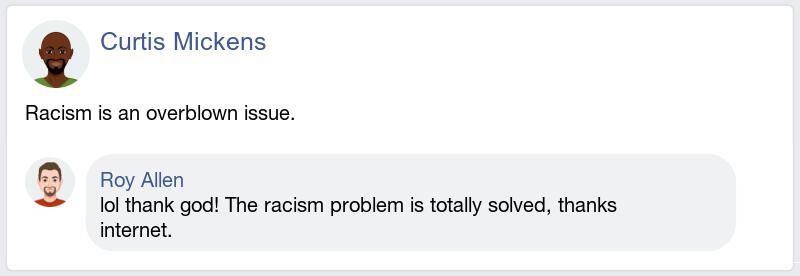 Curtis Mickens
Racism is an overblown issue.
Roy Allen
lol thank god! The racism problem is totally solved, thanks
internet.